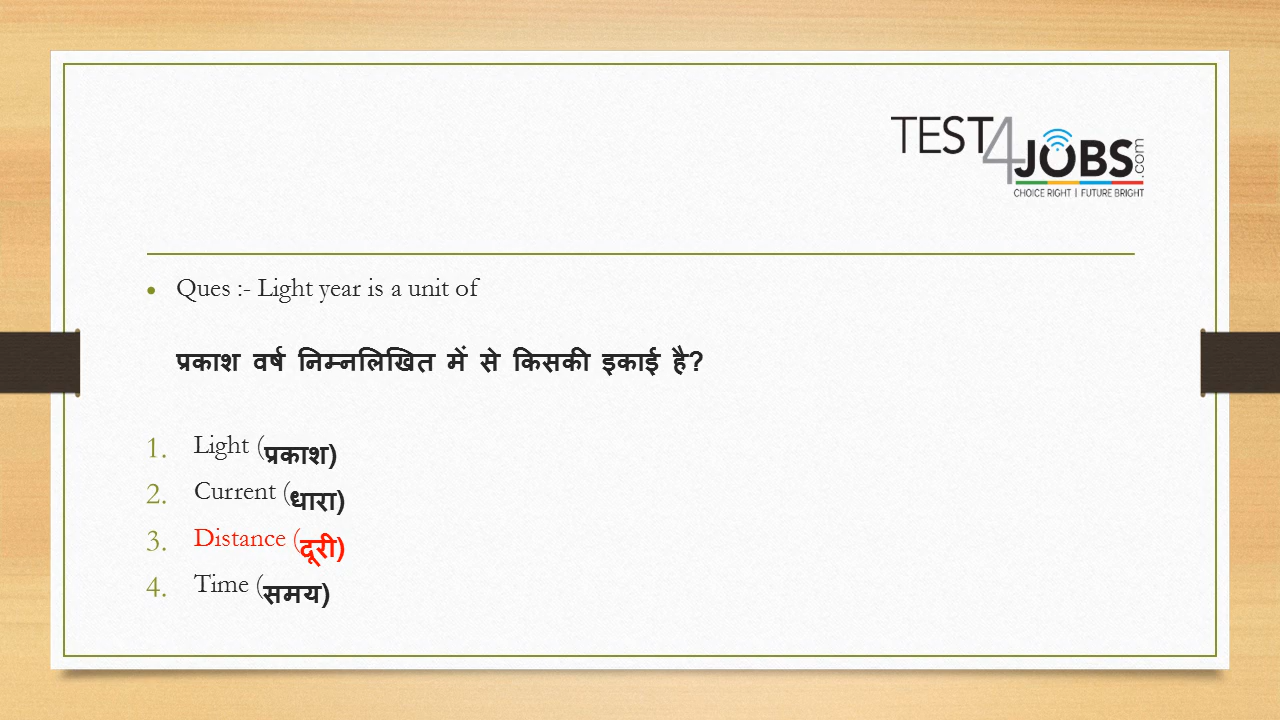 TEST4JOBS.com
CHOICE RIGHT | FUTURE BRIGHT
• Ques :- Light year is a unit of
प्रकाश वर्ष निम्नलिखित में से किसकी इकाई है?
1. Light (प्रकाश)
2. Current (धारा)
3. Distance (दूरी)
4. Time (समय)